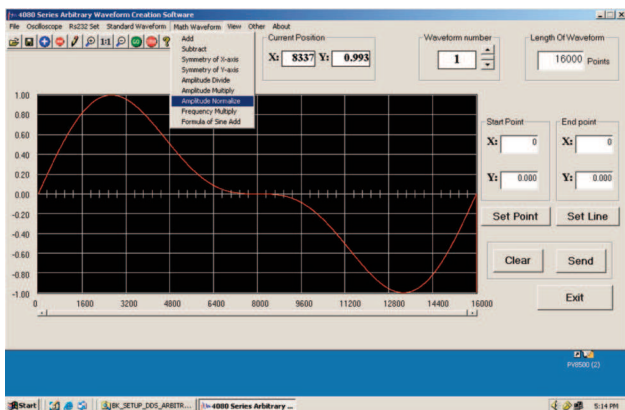 4080 Series Arbitrary Waveform Creation Software
File Oscilloscope Rs232 Set Standard Waveform Math Waveform View Other About
1:1
Add
Subtract
Symmetry of X-axis
Symmetry of Y-axis
Amplitude Divide
Amplitude Multiply
Amplitude Normalize
Frequency Multiply
Formula of Sine Add
Current Position
X: 8337 Y: 0.993
Waveform number
1
Length Of Waveform
16000 Points
1.00
0.80
0.60
0.40
0.20
0.00
-0.20
-0.40
-0.60
-0.80
-1.00
0 1600 3200 4800 6400 8000 9600 11200 12800 14400 16000
Start Point
X: 0
Y: 0.000
End point
X: 0
Y: 0.000
Set Point
Set Line
Clear
Send
Exit
PV8500 (2)
Start
BK_SETUP_DDS_ARBITR...
4080 Series Arbitrary ...
5:14 PM